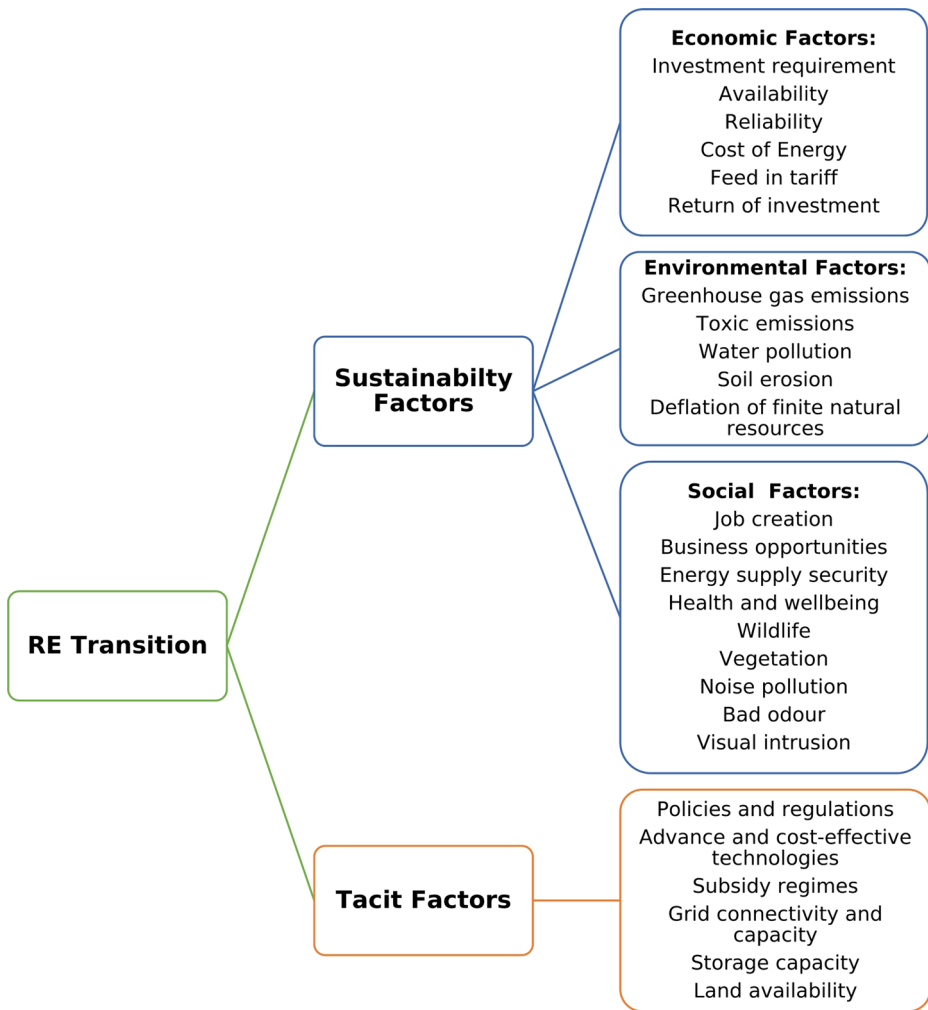 RE Transition
Sustainabilty
Factors
Economic Factors:
Investment requirement
Availability
Reliability
Cost of Energy
Feed in tariff
Return of investment
Environmental Factors:
Greenhouse gas emissions
Toxic emissions
Water pollution
Soil erosion
Deflation of finite natural
resources
Social  Factors:
Job creation
Business opportunities
Energy supply security
Health and wellbeing
Wildlife
Vegetation
Noise pollution
Bad odour
Visual intrusion
Tacit Factors
Policies and regulations
Advance and cost-effective
technologies
Subsidy regimes
Grid connectivity and
capacity
Storage capacity
Land availability